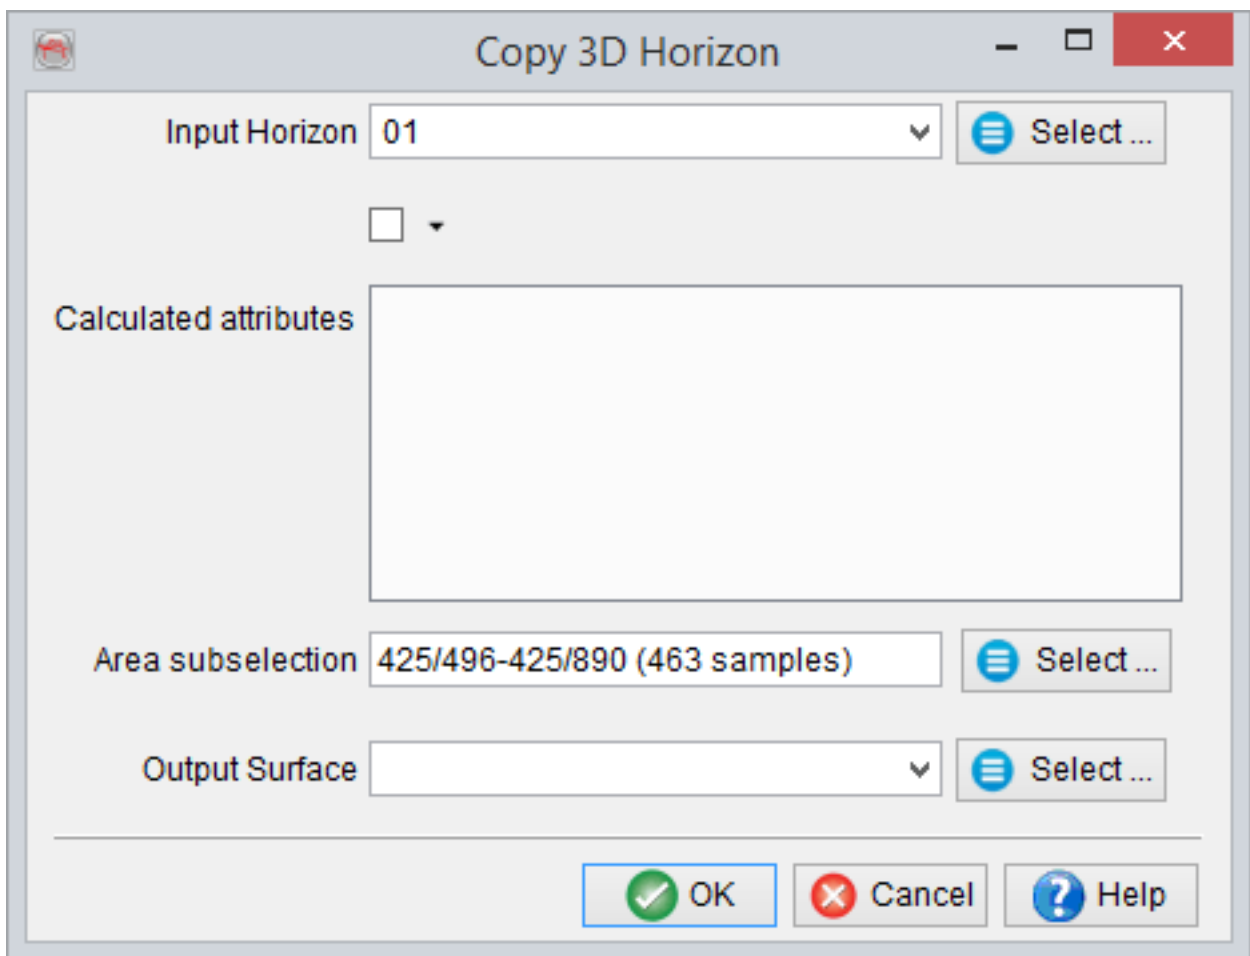 Copy 3D Horizon
Input Horizon 01 Select ...
Calculated attributes
Area subselection 425/496-425/890 (463 samples) Select ...
Output Surface Select ...
OK Cancel Help